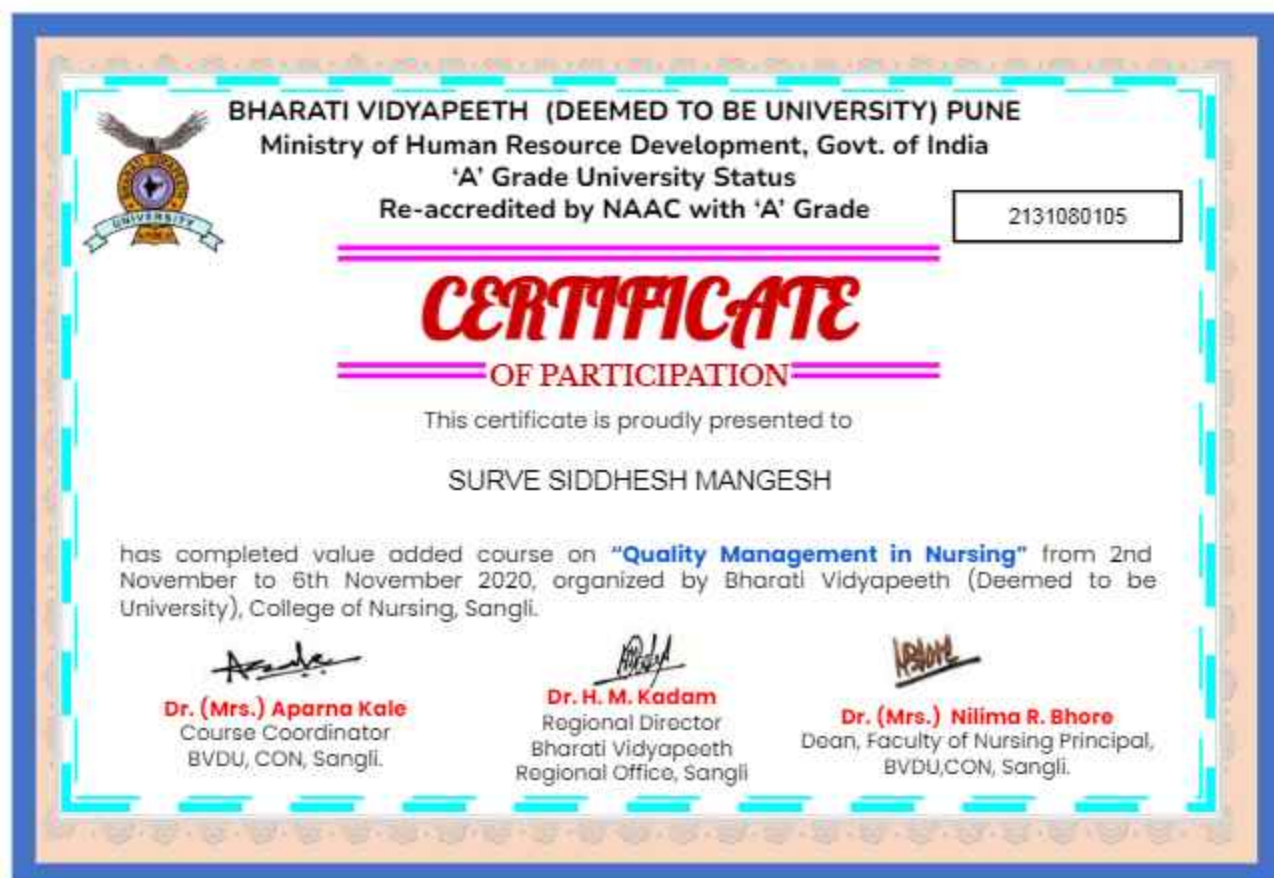 BHARATI VIDYAPEETH (DEEMED TO BE UNIVERSITY) PUNE
Ministry of Human Resource Development, Govt. of India
‘A’ Grade University Status
Re-accredited by NAAC with ‘A’ Grade
BHARATI VIDYAPEETH
UNIVERSITY
2131080105
CERTIFICATE
OF PARTICIPATION
This certificate is proudly presented to
SURVE SIDDHESH MANGESH
has completed value added course on “Quality Management in Nursing” from 2nd
November to 6th November 2020, organized by Bharati Vidyapeeth (Deemed to be
University), College of Nursing, Sangli.
Dr. (Mrs.) Aparna Kale
Course Coordinator
BVDU, CON, Sangli.
Dr. H. M. Kadam
Regional Director
Bharati Vidyapeeth
Regional Office, Sangli
Dr. (Mrs.) Nilima R. Bhore
Dean, Faculty of Nursing Principal,
BVDU,CON, Sangli.